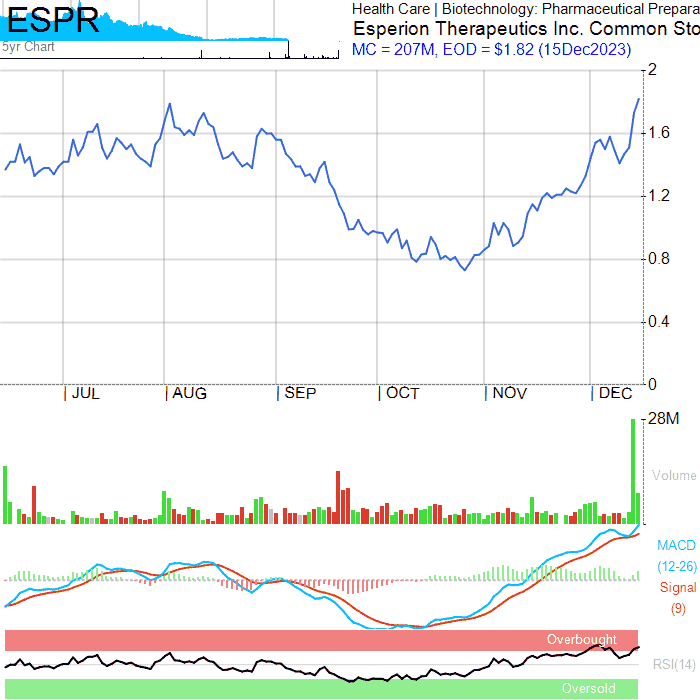 ESPR
5yr Chart
Health Care | Biotechnology: Pharmaceutical Prepara
Esperion Therapeutics Inc. Common Sto
MC = 207M, EOD = $1.82 (15Dec2023)
2
1.6
1.2
0.8
0.4
0
| JUL | AUG | SEP | OCT | NOV | DEC
28M
Volume
MACD
(12-26)
Signal
(9)
Overbought
RSI(14)
Oversold